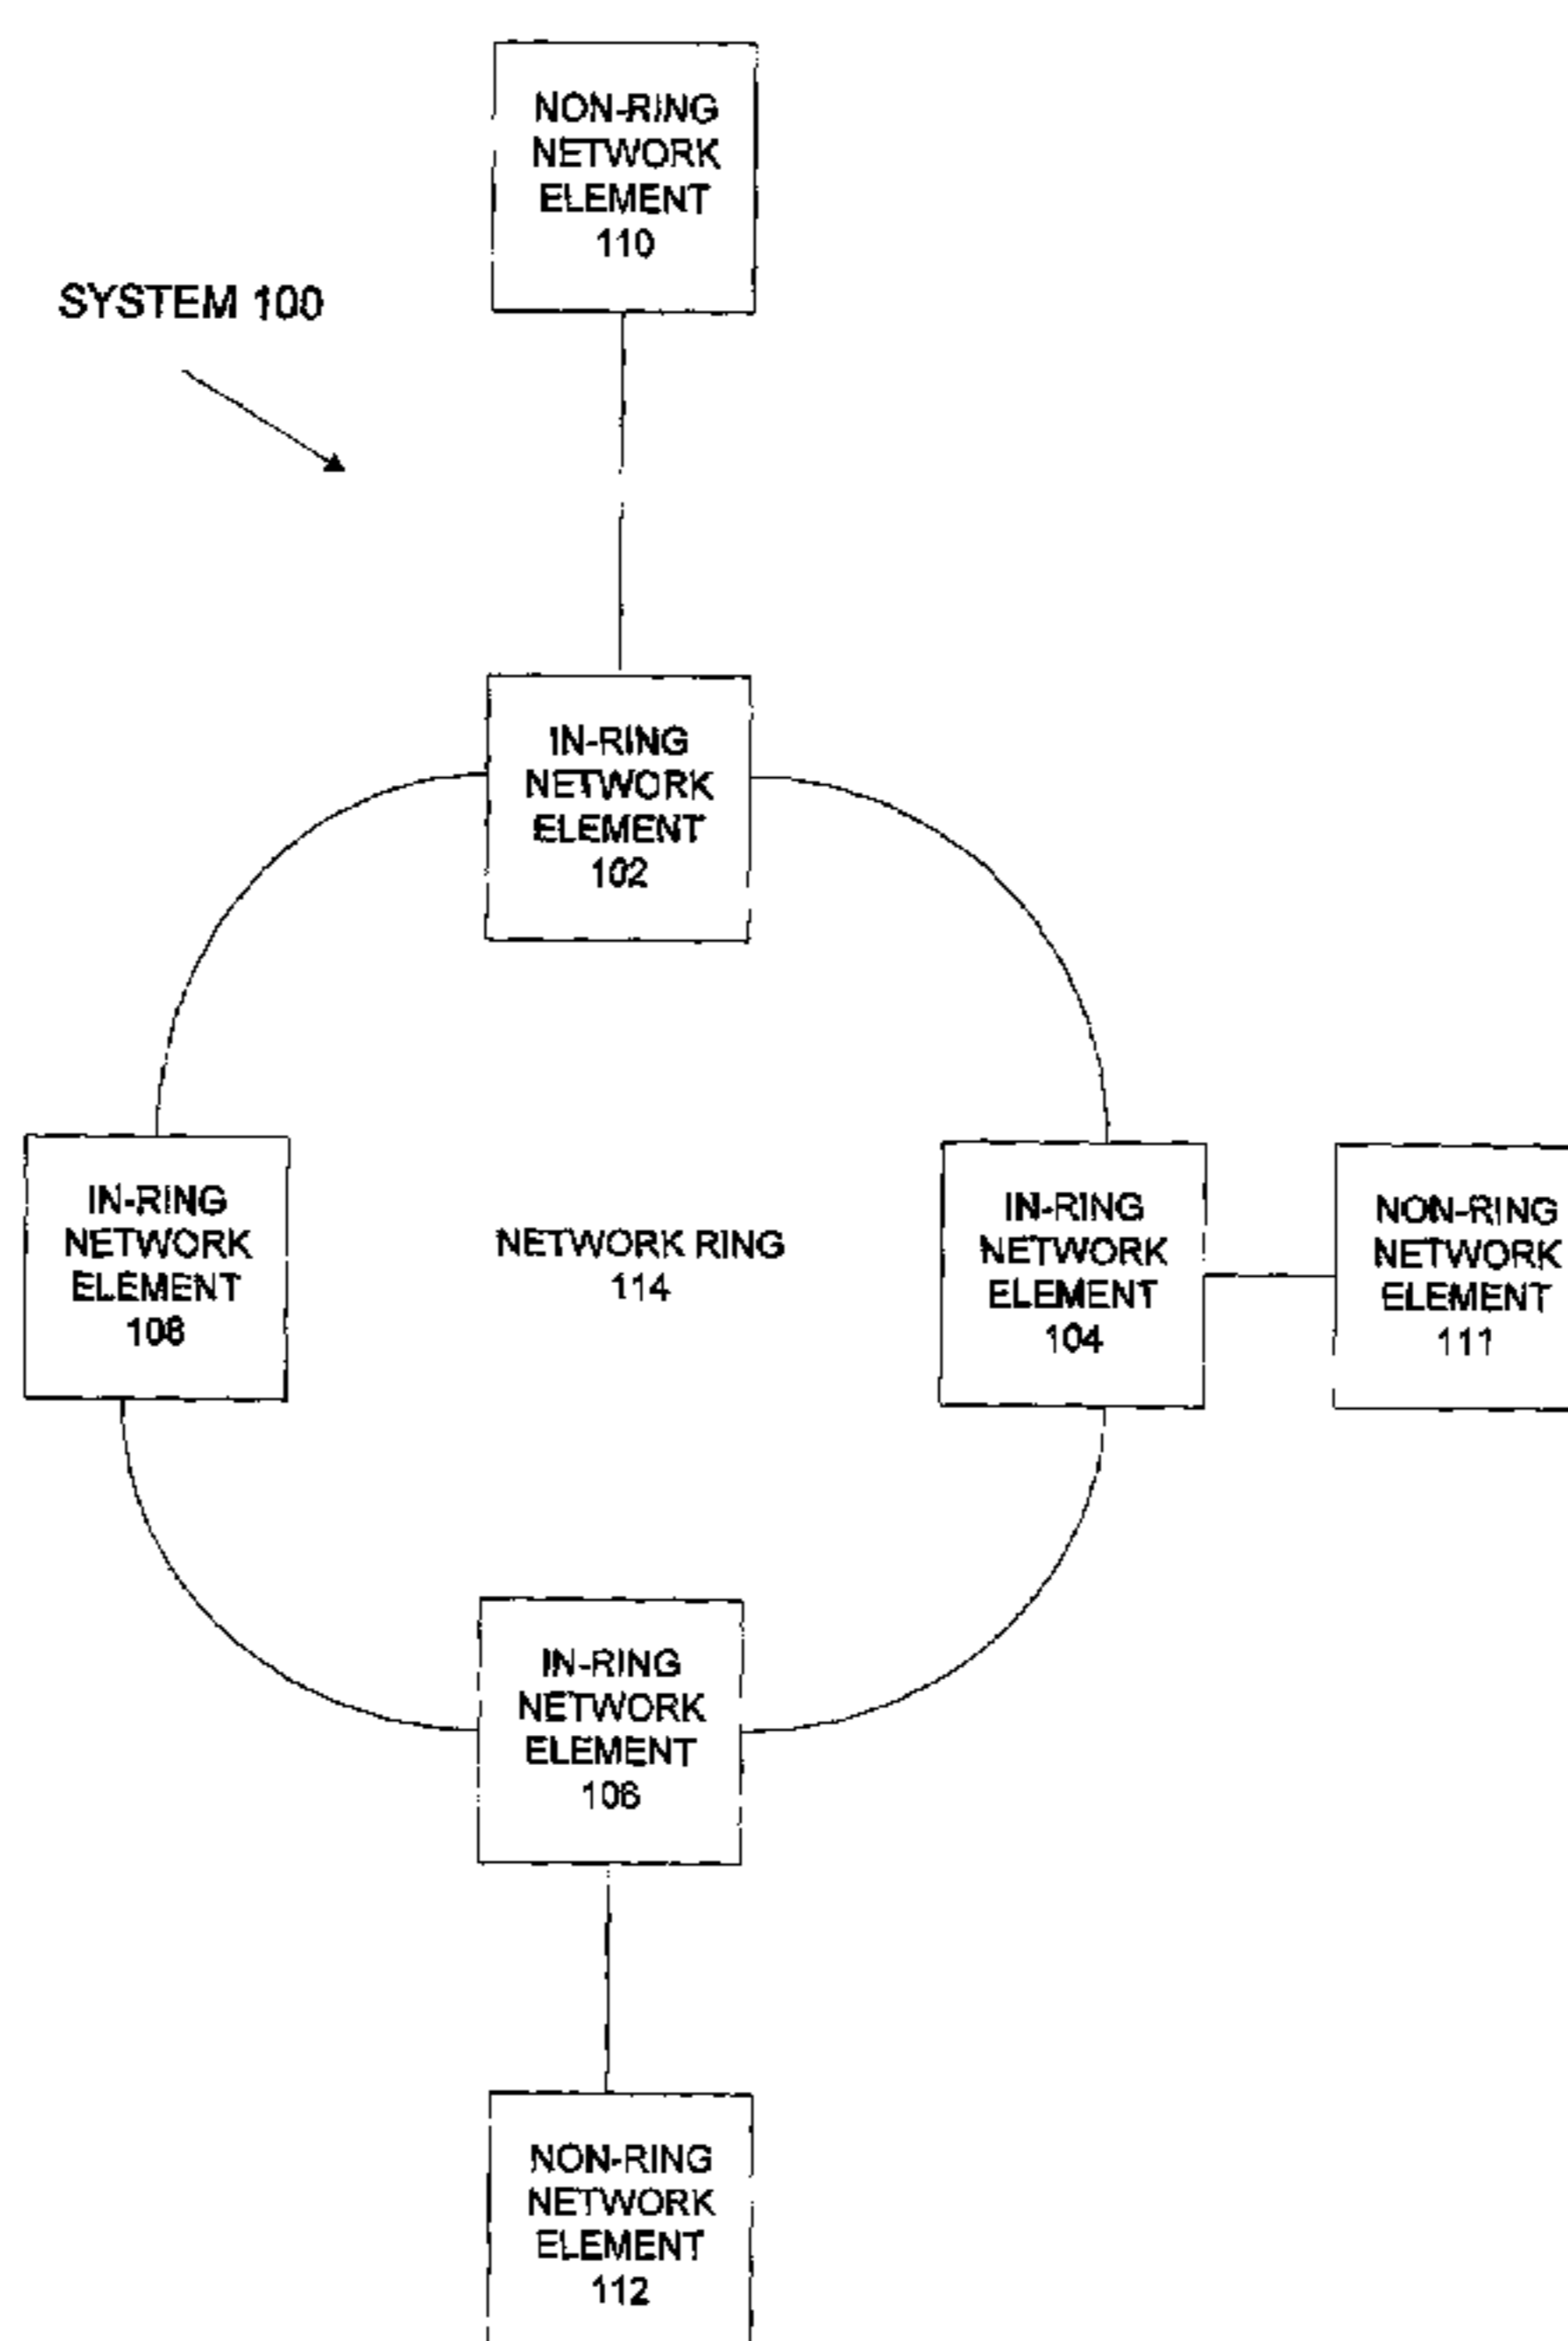 NON-RING
NETWORK
ELEMENT
110
SYSTEM 100
IN-RING
NETWORK
ELEMENT
102
IN-RING
NETWORK
ELEMENT
108
NETWORK RING
114
IN-RING
NETWORK
ELEMENT
104
NON-RING
NETWORK
ELEMENT
111
IN-RING
NETWORK
ELEMENT
106
NON-RING
NETWORK
ELEMENT
112